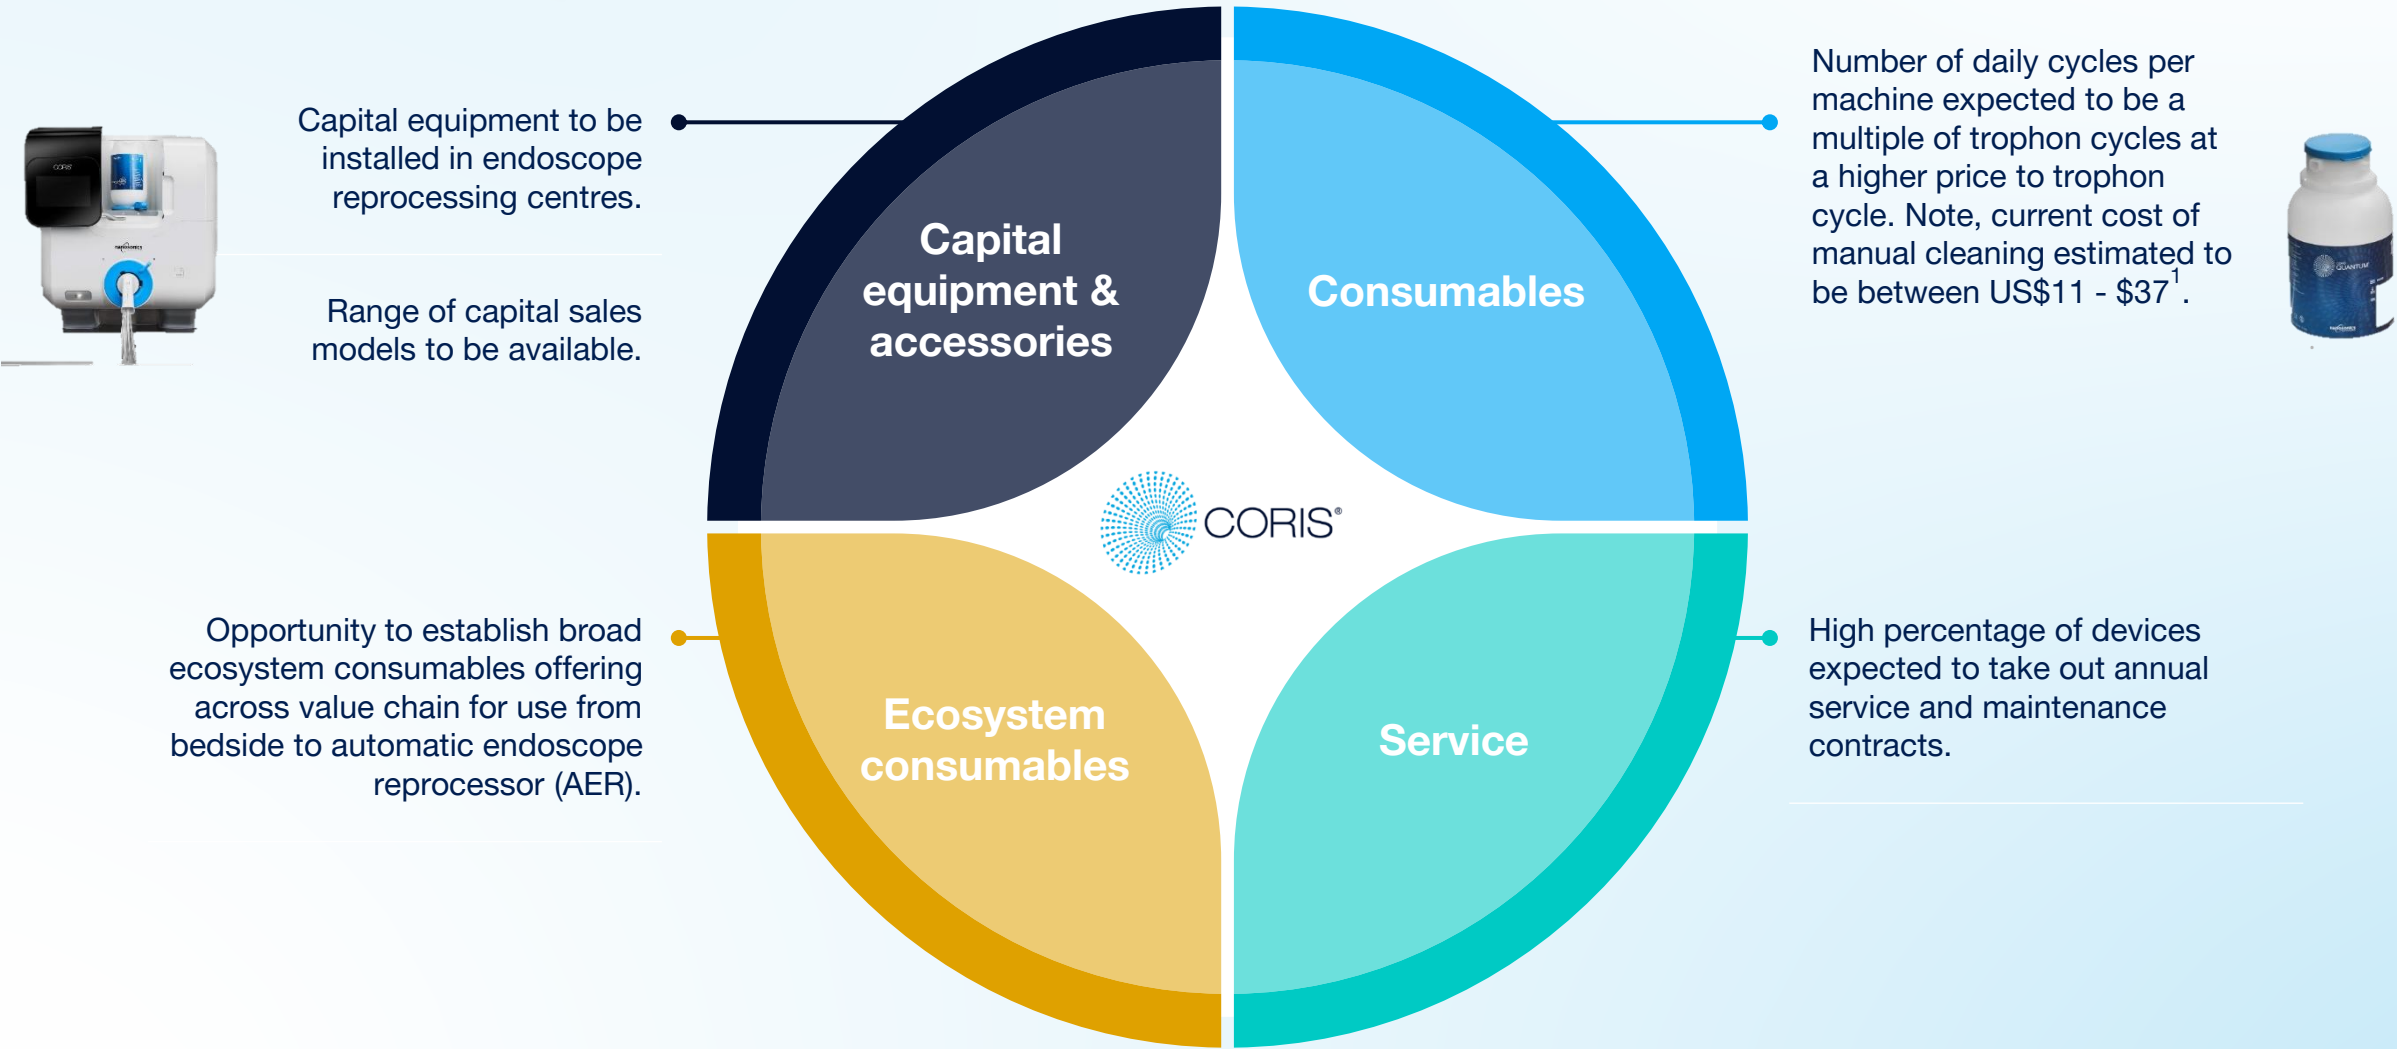 Capital equipment to be
installed in endoscope
reprocessing centres.
Range of capital sales
models to be available.
Capital
equipment &
accessories
Consumables
Number of daily cycles per
machine expected to be a
multiple of trophon cycles at
a higher price to trophon
cycle. Note, current cost of
manual cleaning estimated to
be between US$11 - $37¹.
CORIS
nanosonics
QUANTUM
nanosonics
CORIS®
Opportunity to establish broad
ecosystem consumables offering
across value chain for use from
bedside to automatic endoscope
reprocessor (AER).
Ecosystem
consumables
Service
High percentage of devices
expected to take out annual
service and maintenance
contracts.